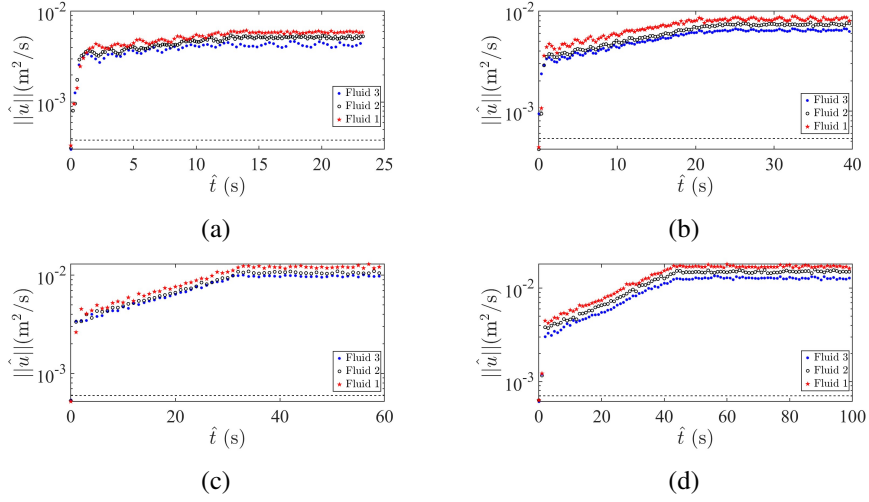 10⁻²
10⁻³
||û||(m²/s)
Fluid 3
Fluid 2
Fluid 1
0 5 10 15 20 25
t̂ (s)
(a)
10⁻²
10⁻³
||û||(m²/s)
Fluid 3
Fluid 2
Fluid 1
0 10 20 30 40
t̂ (s)
(b)
10⁻²
10⁻³
||û||(m²/s)
Fluid 3
Fluid 2
Fluid 1
0 20 40 60
t̂ (s)
(c)
10⁻²
10⁻³
||û||(m²/s)
Fluid 3
Fluid 2
Fluid 1
0 20 40 60 80 100
t̂ (s)
(d)